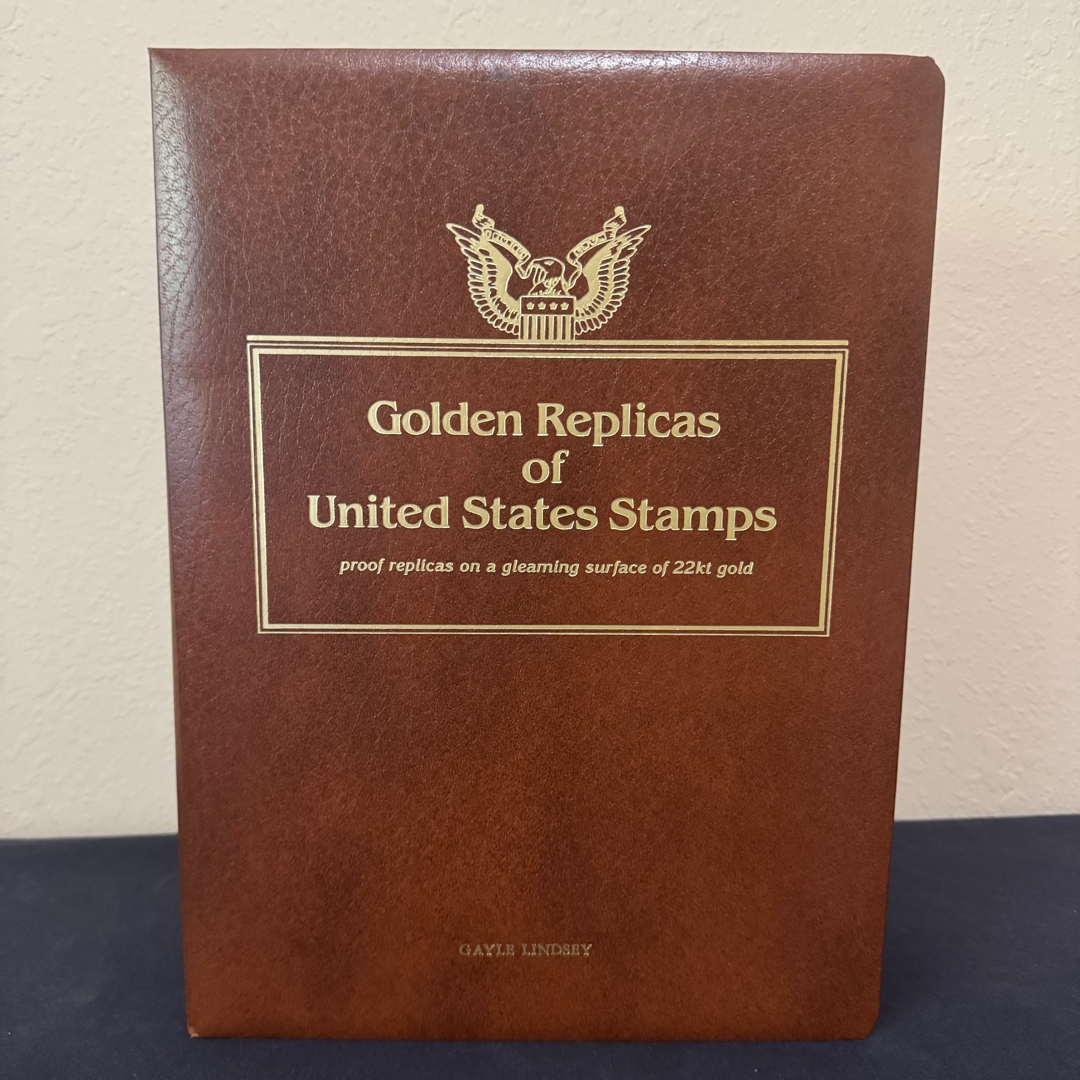 Golden Replicas
of
United States Stamps
proof replicas on a gleaming surface of 22kt gold
GAYLE LINDSEY